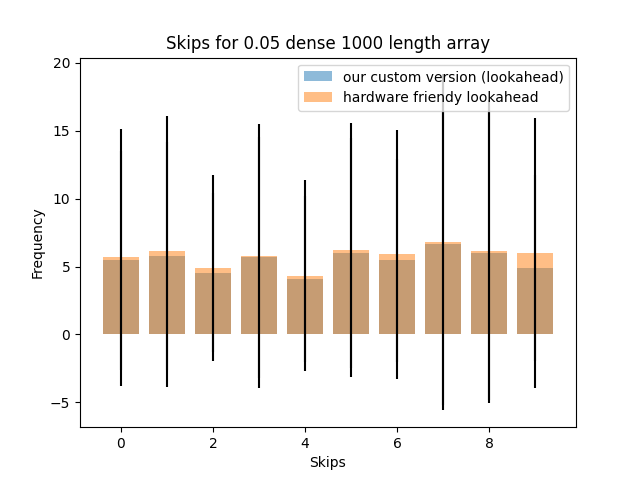 Skips for 0.05 dense 1000 length array
our custom version (lookahead)
hardware friendy lookahead
Frequency
20
15
10
5
0
−5
0 2 4 6 8
Skips